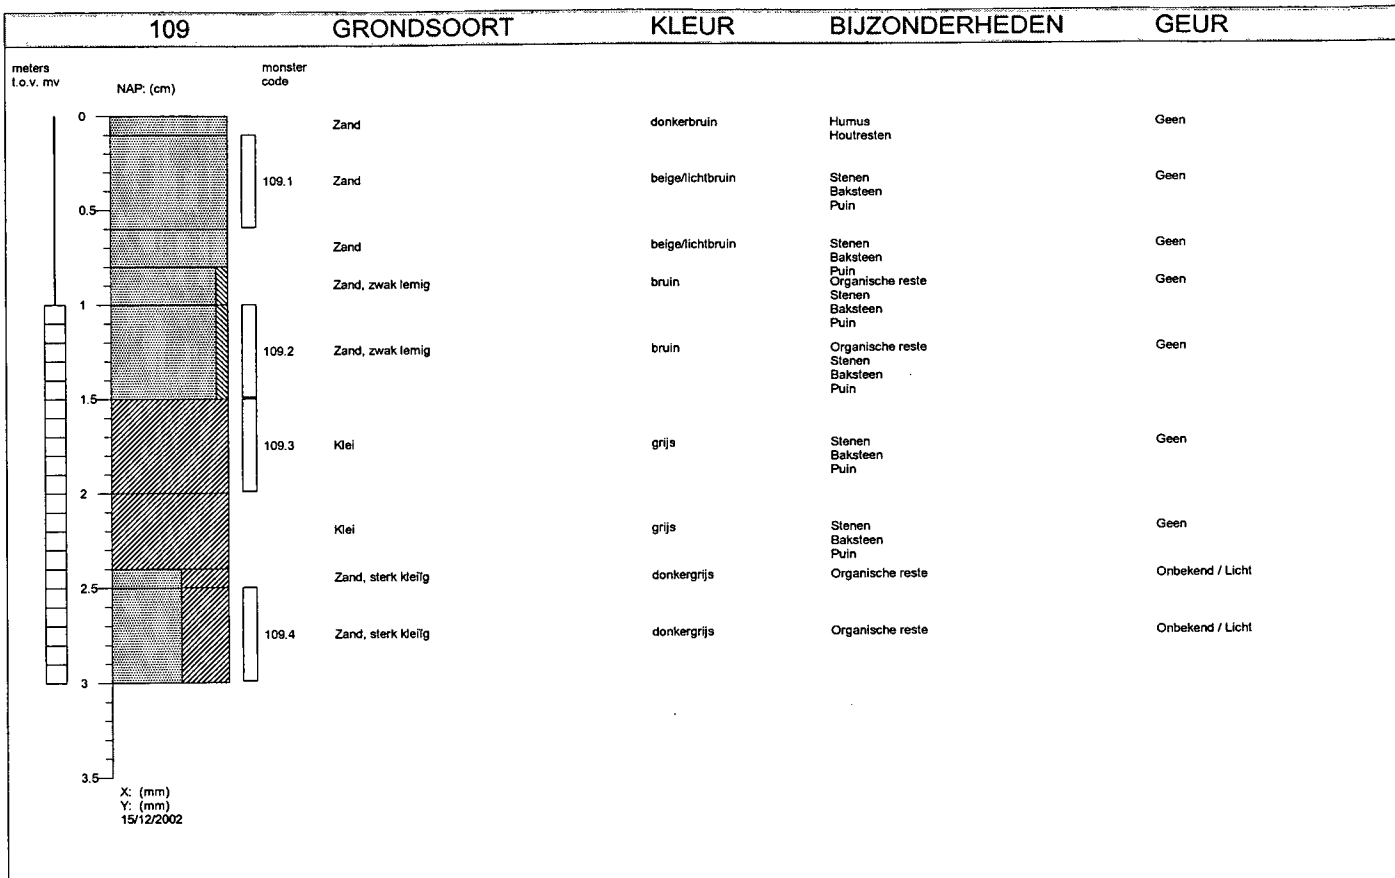 109 GRONDSOORT KLEUR BIJZONDERHEDEN GEUR
meters monster
t.o.v. mv code
NAP: (cm)
0 Zand donkerbruin Humus Geen
Houtresten
109.1 Zand beige/lichtbruin Stenen Geen
Baksteen
0.5 Puin
Zand beige/lichtbruin Stenen Geen
Baksteen
Puin
Zand, zwak lemig bruin Organische reste Geen
Stenen
1 Baksteen
Puin
109.2 Zand, zwak lemig bruin Organische reste Geen
Stenen
Baksteen
Puin
1.5
109.3 Klei grijs Stenen Geen
Baksteen
Puin
2
Klei grijs Stenen Geen
Baksteen
Puin
Zand, sterk kleiïg donkergrijs Organische reste Onbekend / Licht
2.5
109.4 Zand, sterk kleiïg donkergrijs Organische reste Onbekend / Licht
3
3.5
X: (mm)
Y: (mm)
15/12/2002